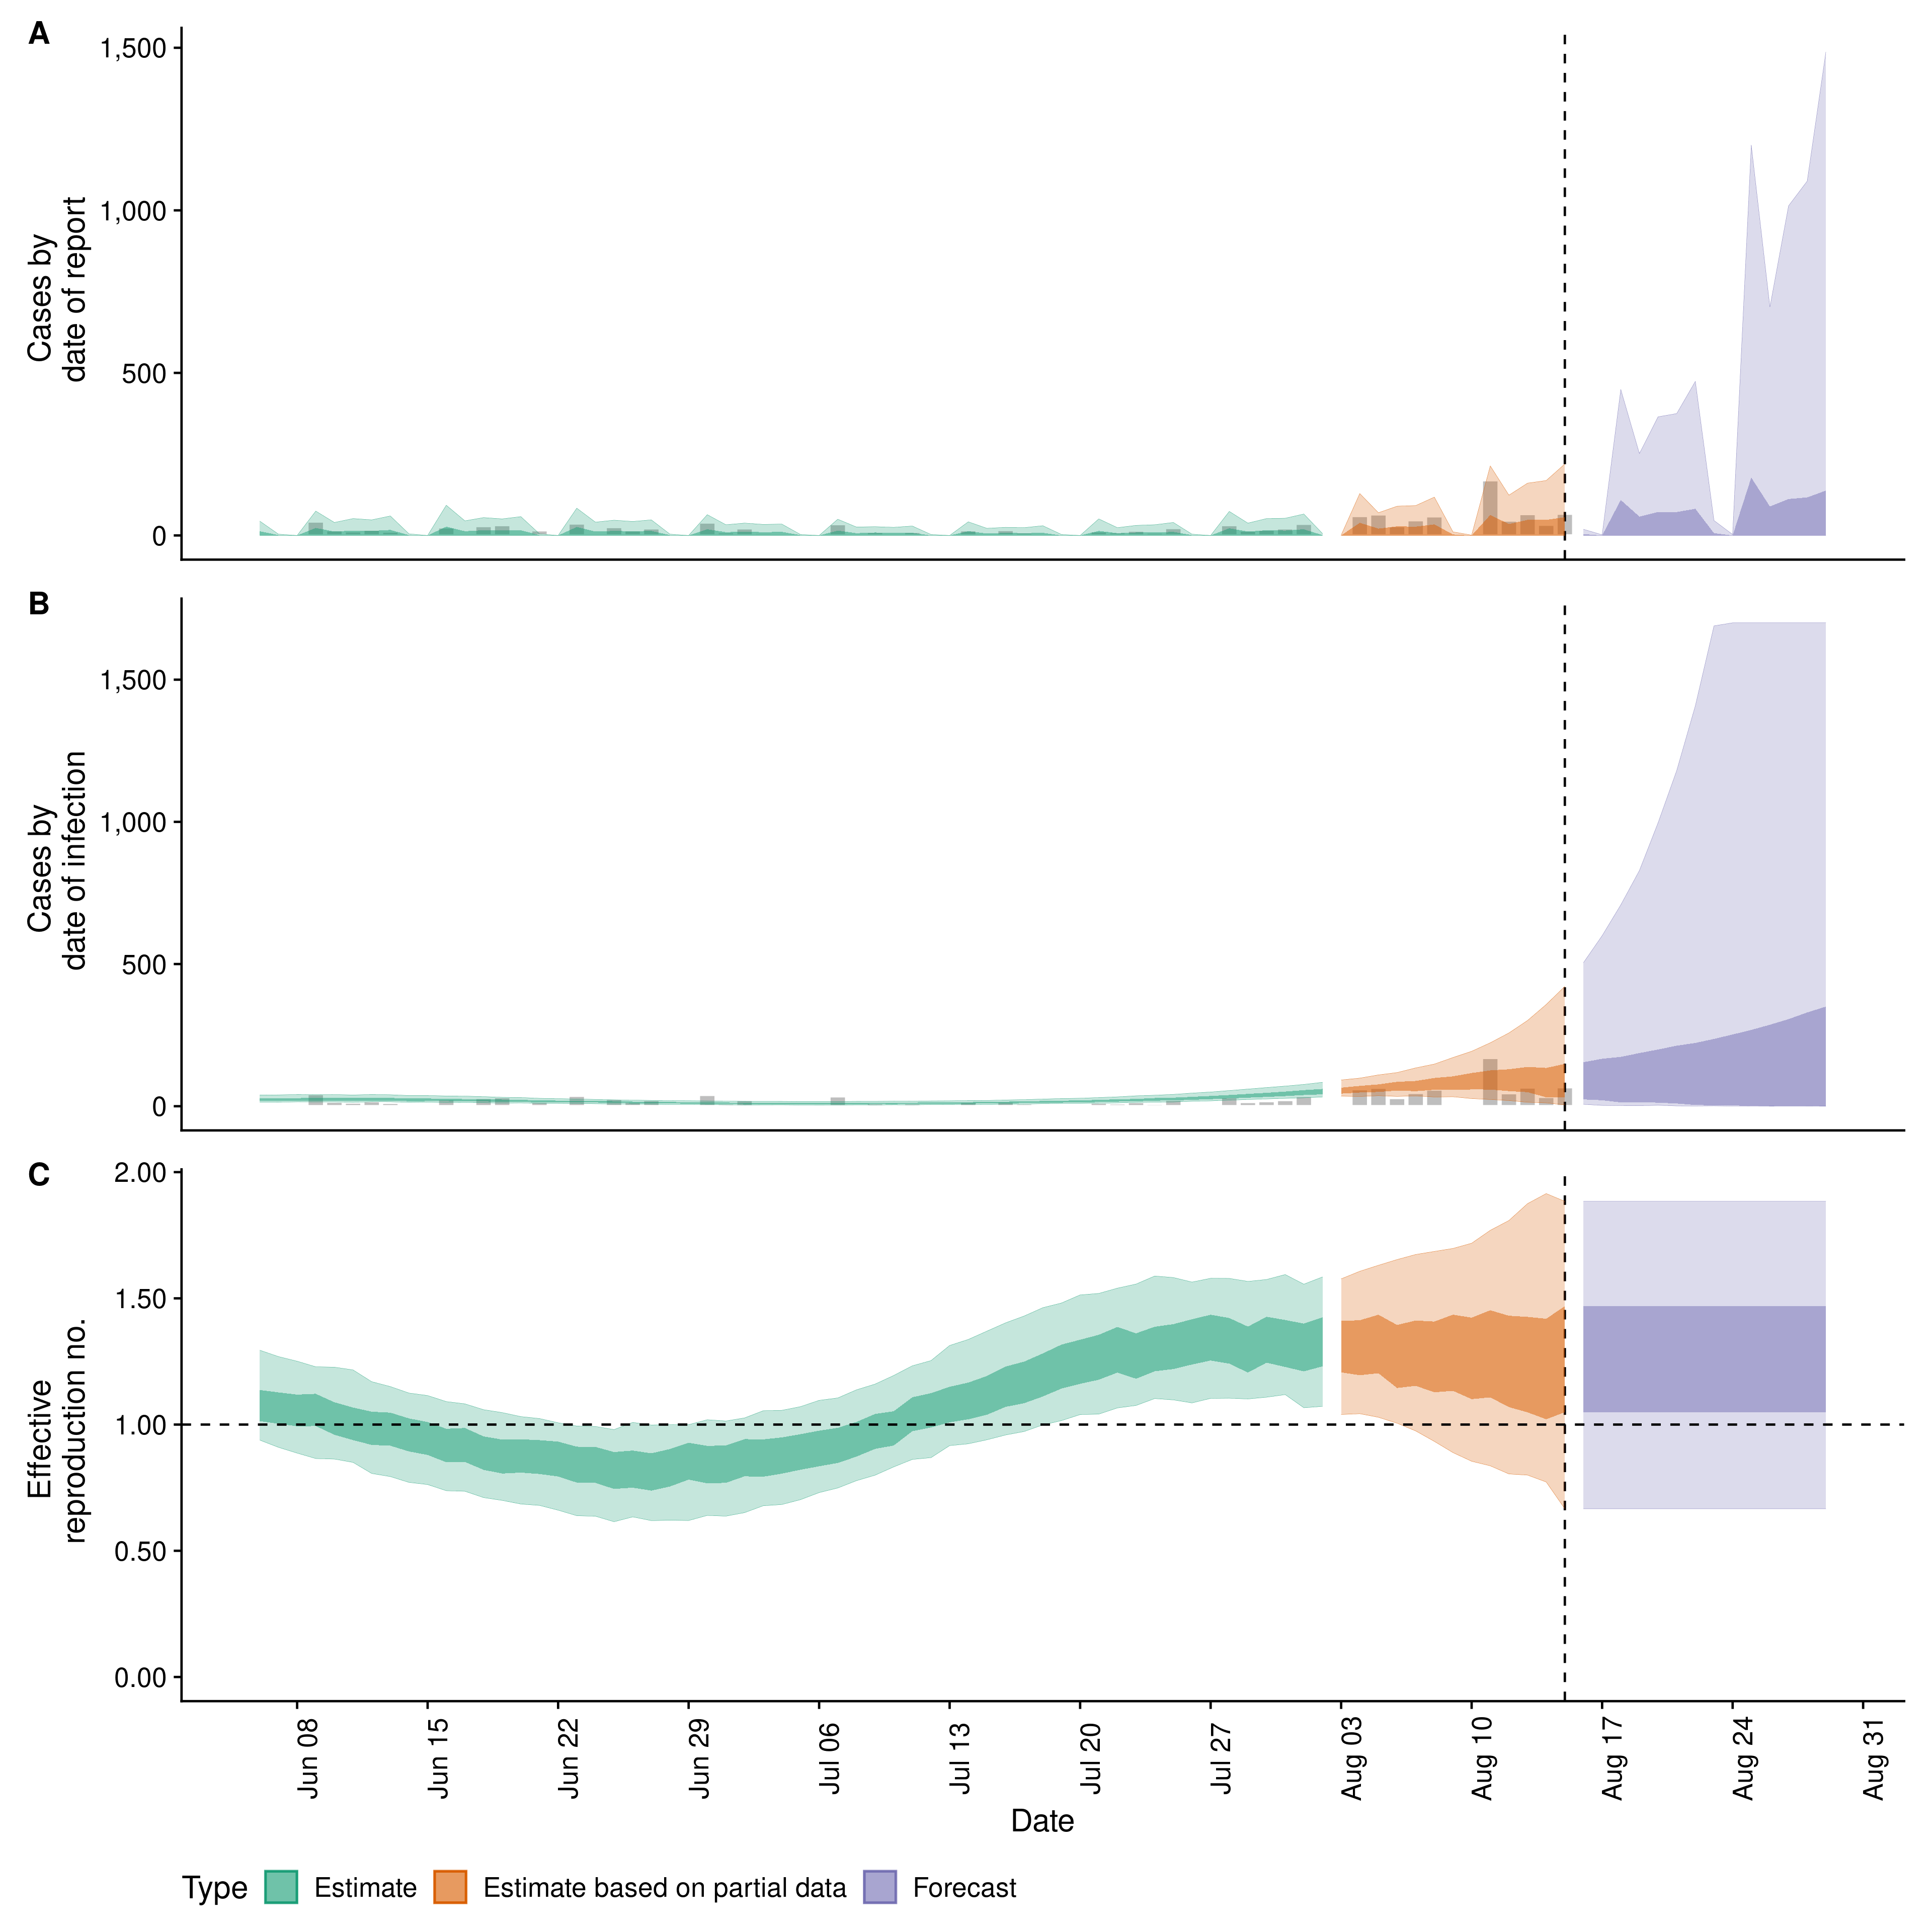 A
1,500
1,000
500
0
Cases by
date of report
B
1,500
1,000
500
0
Cases by
date of infection
C
2.00
1.50
1.00
0.50
0.00
Effective
reproduction no.
Jun 08
Jun 15
Jun 22
Jun 29
Jul 06
Jul 13
Jul 20
Jul 27
Aug 03
Aug 10
Aug 17
Aug 24
Aug 31
Date
Type Estimate Estimate based on partial data Forecast